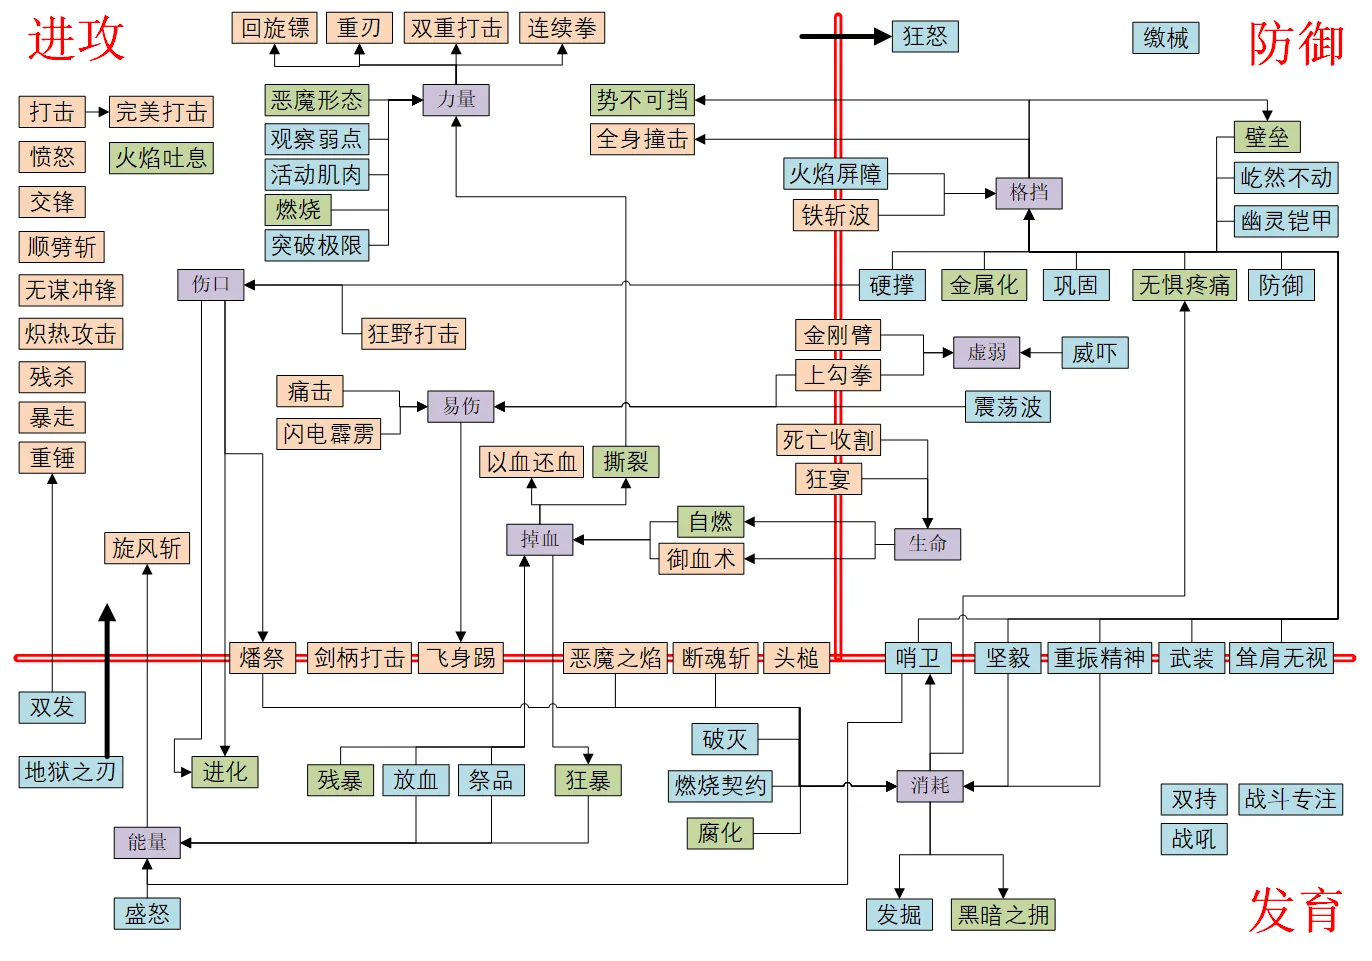 进攻
防御
回旋镖
重刃
双重打击
连续拳
狂怒
缴械
打击
完美打击
恶魔形态
力量
势不可挡
愤怒
火焰吐息
观察弱点
全身撞击
壁垒
活动肌肉
火焰屏障
格挡
屹然不动
交锋
燃烧
铁斩波
幽灵铠甲
顺劈斩
突破极限
无谋冲锋
伤口
硬撑
金属化
巩固
无惧疼痛
防御
炽热攻击
狂野打击
金刚臂
虚弱
威吓
残杀
痛击
上勾拳
暴走
易伤
震荡波
重锤
闪电霹雳
以血还血
撕裂
死亡收割
狂宴
旋风斩
掉血
自燃
御血术
生命
燔祭
剑柄打击
飞身踢
恶魔之焰
断魂斩
头槌
哨卫
坚毅
重振精神
武装
耸肩无视
双发
破灭
地狱之刃
进化
残暴
放血
祭品
狂暴
燃烧契约
消耗
双持
战斗专注
能量
腐化
战吼
盛怒
发掘
黑暗之拥
发育